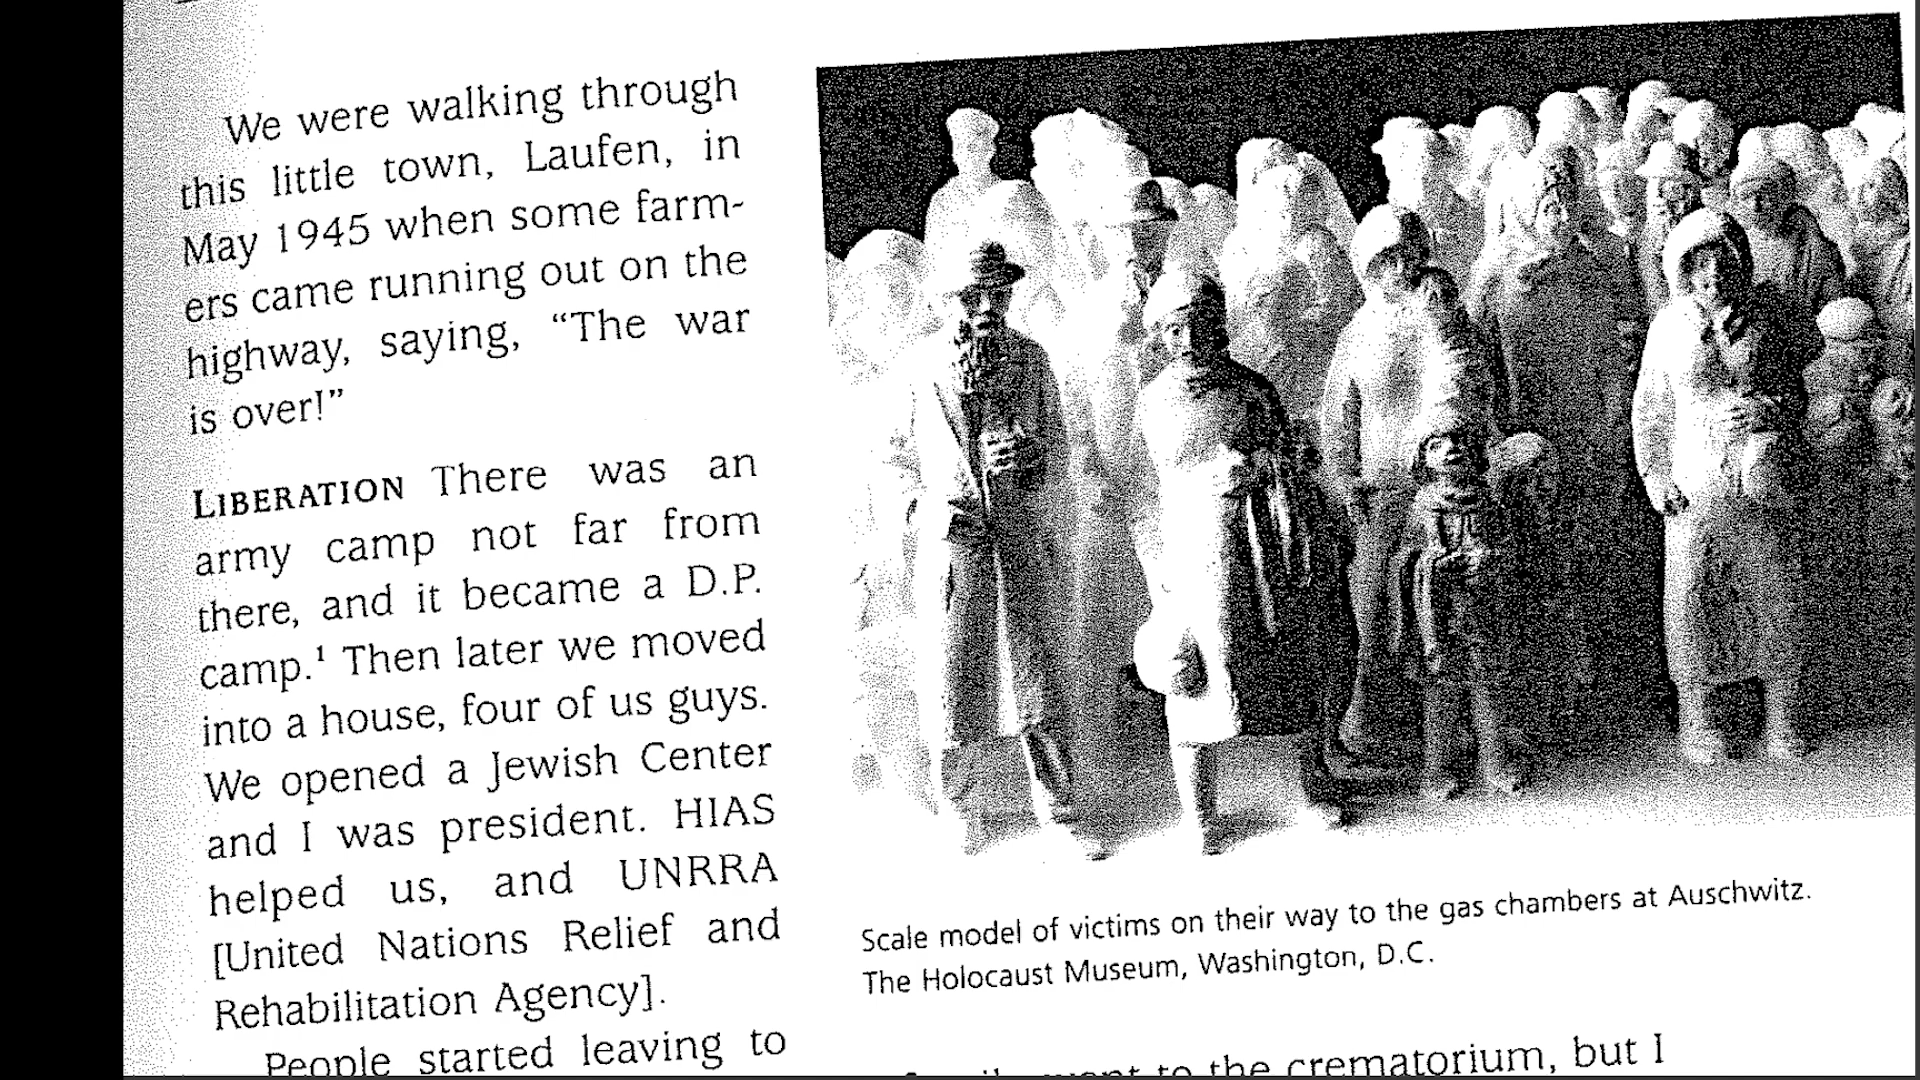 We were walking through
this little town, Laufen, in
May 1945 when some farm-
ers came running out on the
highway, saying, “The war
is over!”
LIBERATION There was an
army camp not far from
there, and it became a D.P.
camp.¹ Then later we moved
into a house, four of us guys.
We opened a Jewish Center
and I was president. HIAS
helped us, and UNRRA
[United Nations Relief and
Rehabilitation Agency].
People started leaving to
Scale model of victims on their way to the gas chambers at Auschwitz.
The Holocaust Museum, Washington, D.C.
to the crematorium, but I